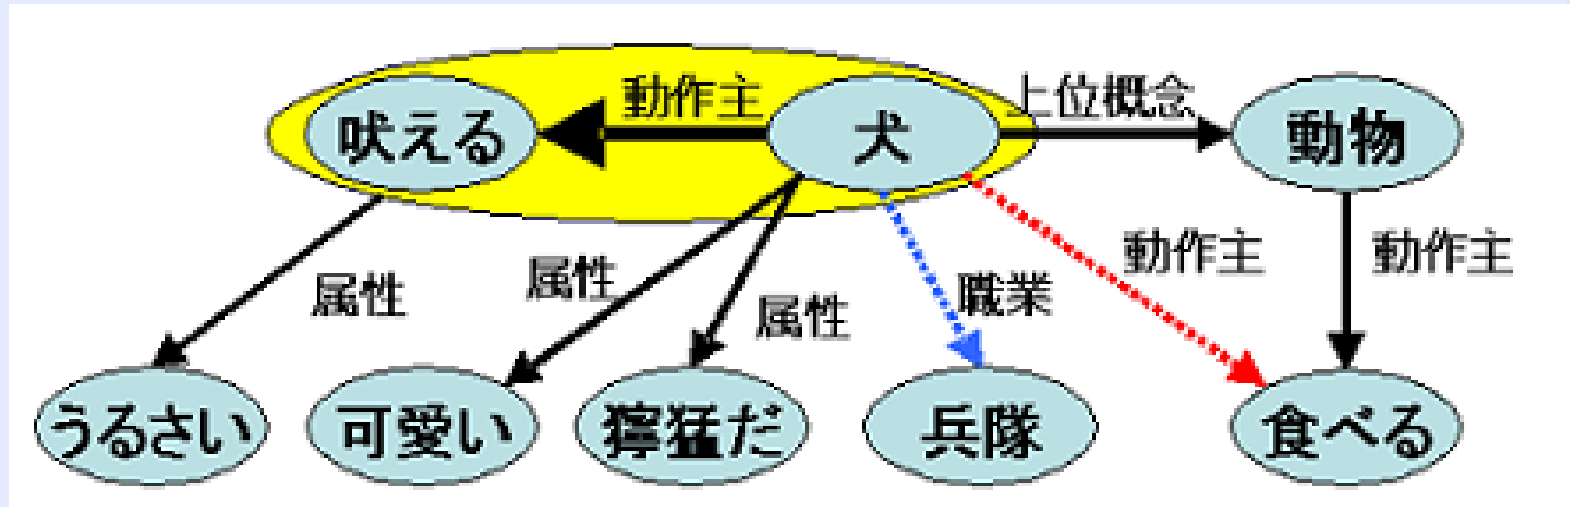 動作主
上位概念
吠える
犬
動物
属性
属性
属性
職業
動作主
動作主
うるさい
可愛い
獰猛だ
兵隊
食べる